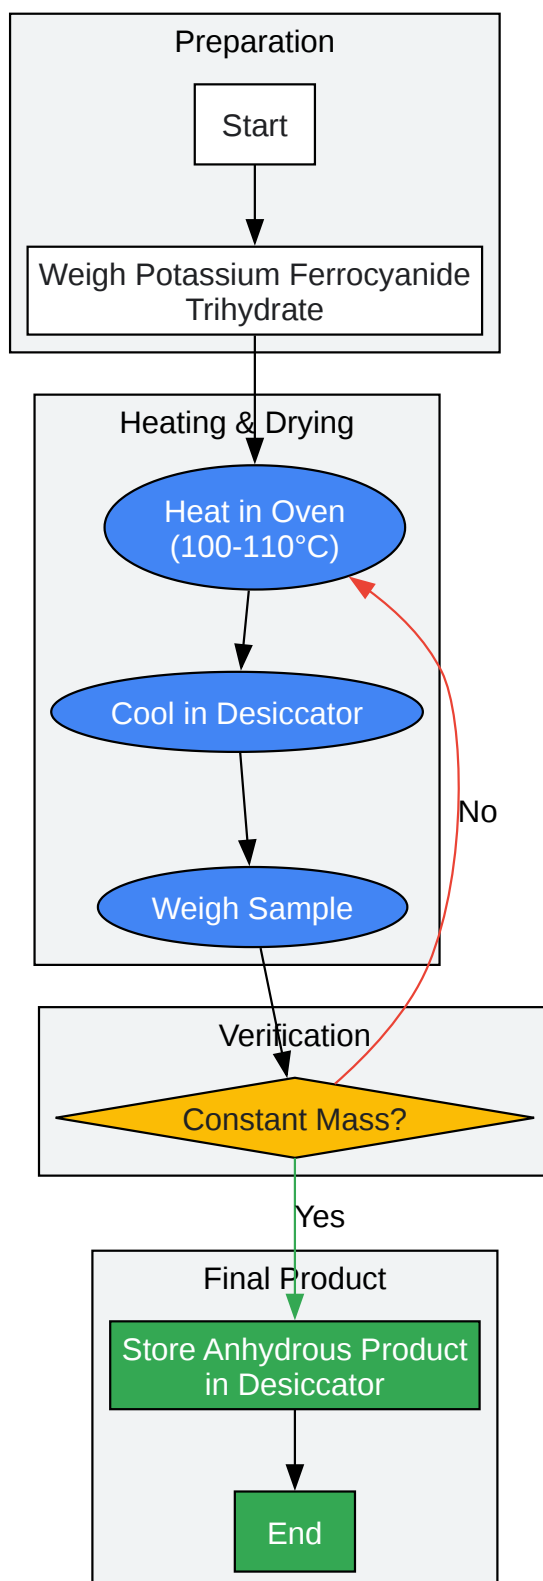 Preparation
Start
Weigh Potassium Ferrocyanide
Trihydrate
Heating & Drying
Heat in Oven
(100-110°C)
Cool in Desiccator
No
Weigh Sample
Verification
Constant Mass?
Yes
Final Product
Store Anhydrous Product
in Desiccator
End